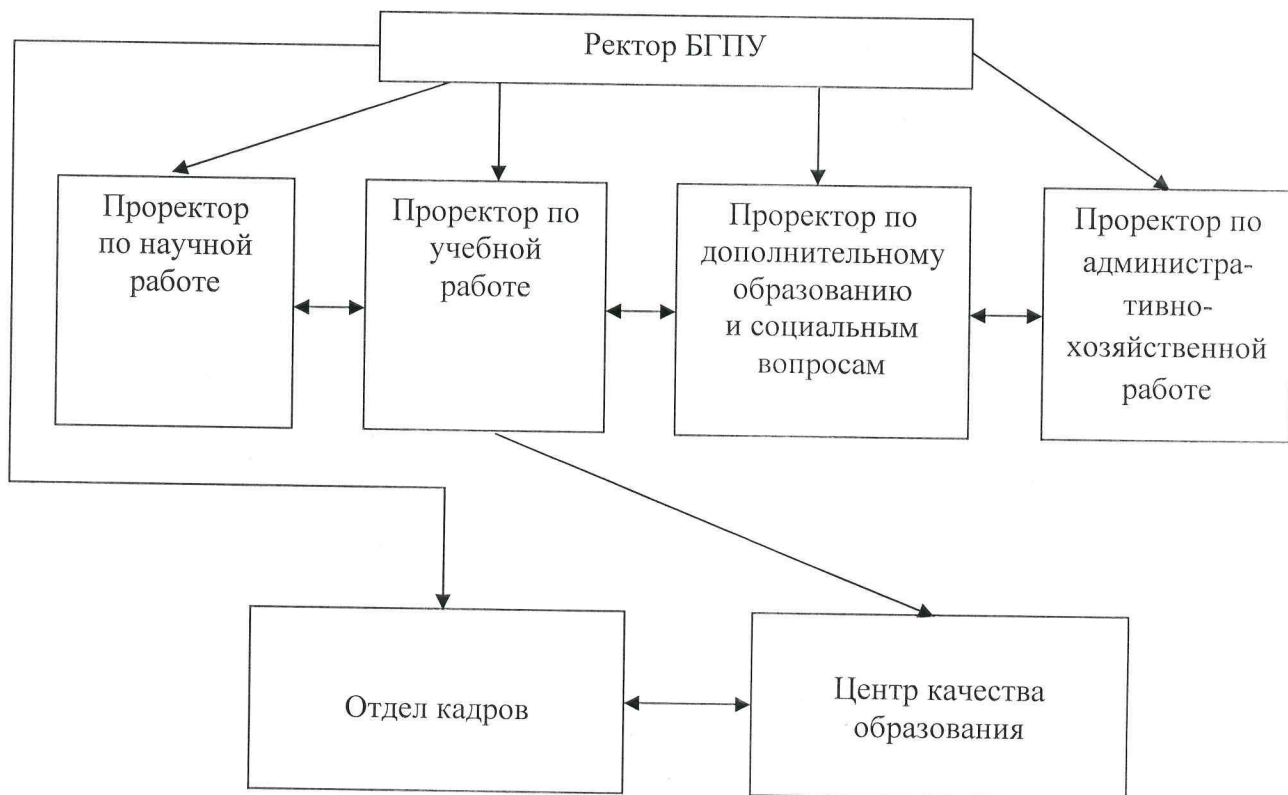 Ректор БГПУ
Проректор
по научной
работе
Проректор по
учебной
работе
Проректор по
дополнительному
образованию
и социальным
вопросам
Проректор по
администра-
тивно-
хозяйственной
работе
Отдел кадров
Центр качества
образования